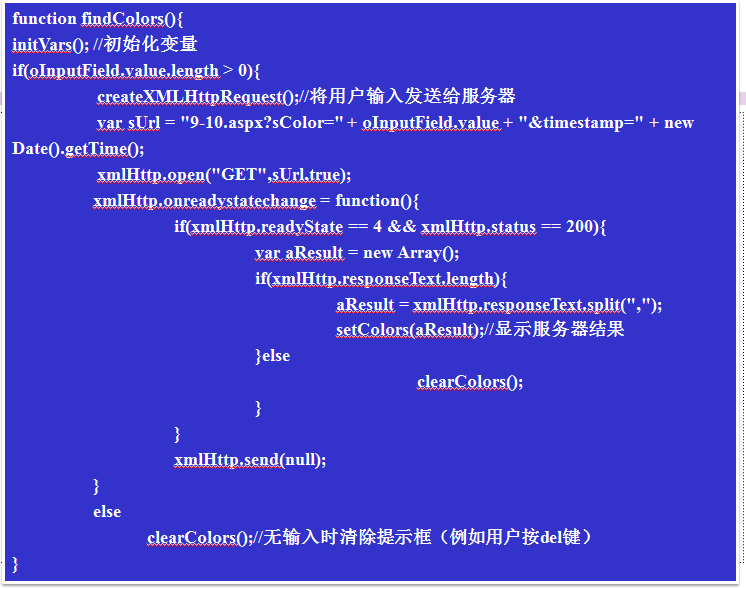 function findColors(){
initVars(); //初始化变量
if(oInputField.value.length > 0){
createXMLHttpRequest();//将用户输入发送给服务器
var sUrl = "9-10.aspx?sColor=" + oInputField.value + "&timestamp=" + new
Date().getTime();
xmlHttp.open("GET",sUrl,true);
xmlHttp.onreadystatechange = function(){
if(xmlHttp.readyState == 4 && xmlHttp.status == 200){
var aResult = new Array();
if(xmlHttp.responseText.length){
aResult = xmlHttp.responseText.split(",");
setColors(aResult);//显示服务器结果
}else
clearColors();
}
}
xmlHttp.send(null);
}
else
clearColors();//无输入时清除提示框（例如用户按del键）
}